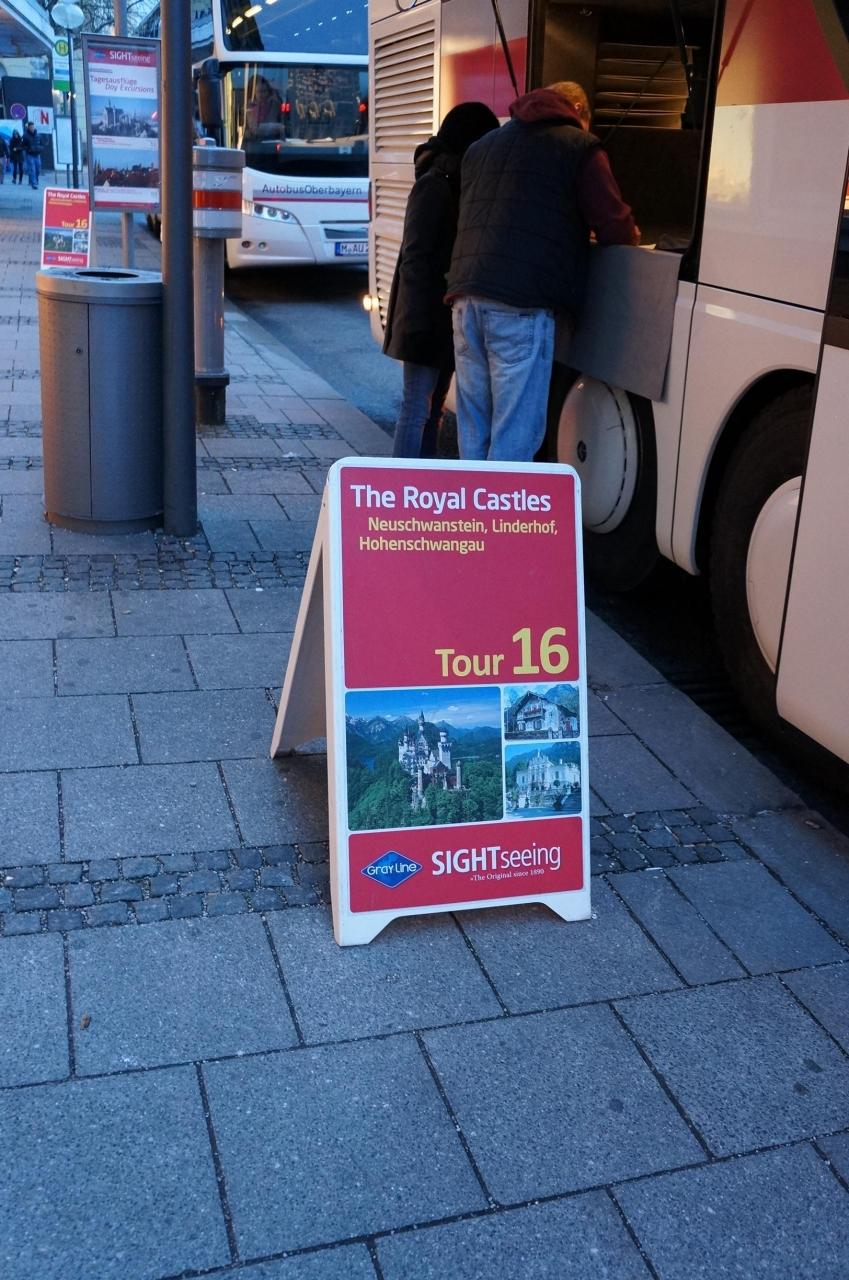 SIGHTseeing
Tagesausflüge
Day Excursions
H
N
The Royal Castles
Tour 16
SIGHTseeing
AutobusOberbayern
M-AU
The Royal Castles
Neuschwanstein, Linderhof,
Hohenschwangau
Tour 16
GRAY LINE
SIGHTseeing
»The Original since 1890